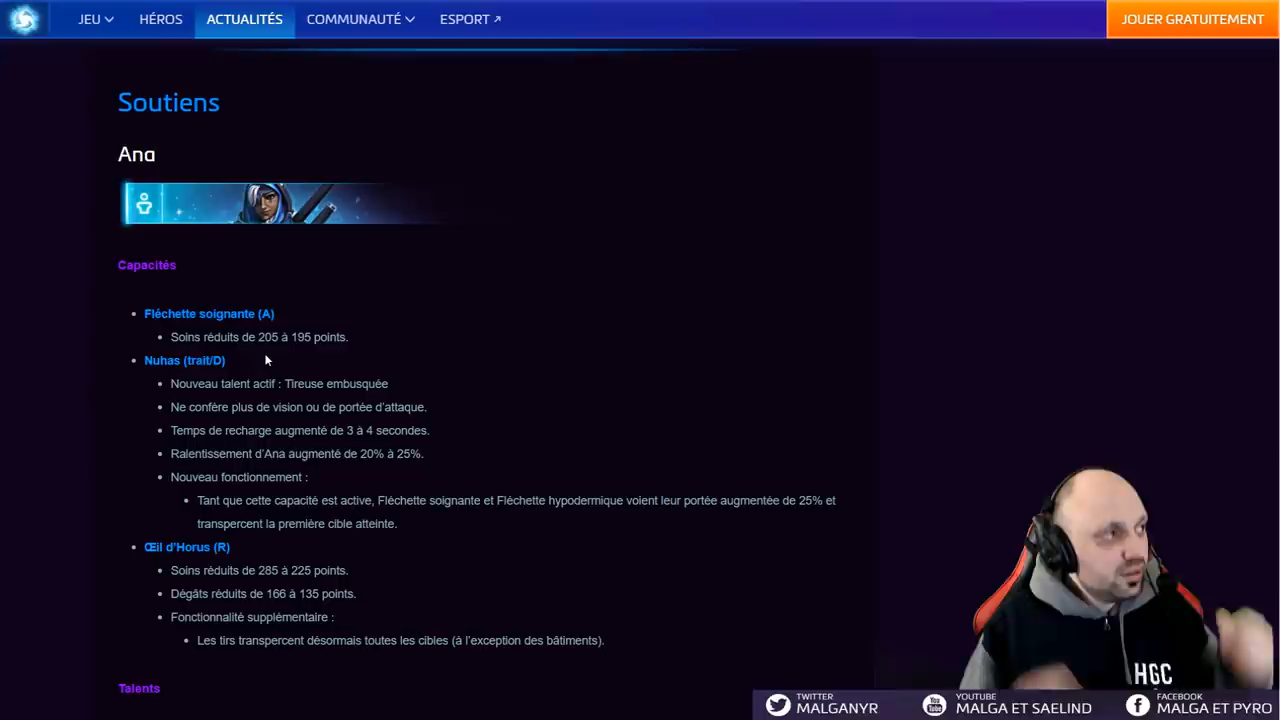 JEU HÉROS ACTUALITÉS COMMUNAUTÉ ESPORT JOUER GRATUITEMENT
Soutiens
Ana
Capacités
Fléchette soignante (A)
Soins réduits de 205 à 195 points.
Nuhas (trait/D)
Nouveau talent actif : Tireuse embusquée
Ne confère plus de vision ou de portée d'attaque.
Temps de recharge augmenté de 3 à 4 secondes.
Ralentissement d'Ana augmenté de 20% à 25%.
Nouveau fonctionnement :
Tant que cette capacité est active, Fléchette soignante et Fléchette hypodermique voient leur portée augmentée de 25% et
transpercent la première cible atteinte.
Œil d'Horus (R)
Soins réduits de 285 à 225 points.
Dégâts réduits de 166 à 135 points.
Fonctionnalité supplémentaire :
Les tirs transpercent désormais toutes les cibles (à l'exception des bâtiments).
Talents
HGC
TWITTER
MALGANYR
YOUTUBE
MALGA ET SAELIND
FACEBOOK
MALGA ET PYRO